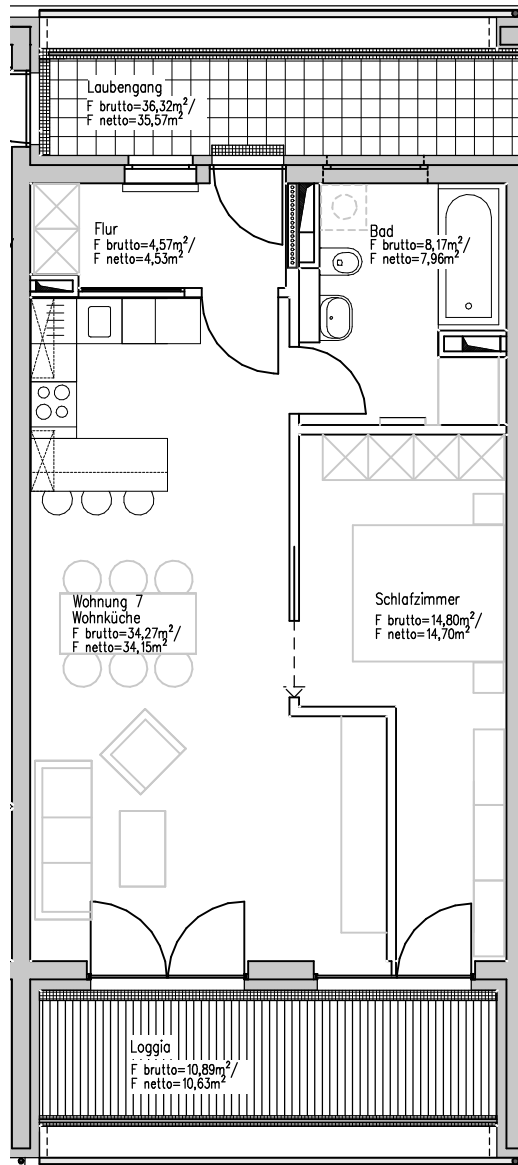 Laubengang
F brutto=36,32m²/
F netto=35,57m²
Flur
F brutto=4,57m²/
F netto=4,53m²
Bad
F brutto=8,17m²/
F netto=7,96m²
Wohnung 7
Wohnküche
F brutto=34,27m²/
F netto=34,15m²
Schlafzimmer
F brutto=14,80m²/
F netto=14,70m²
Loggia
F brutto=10,89m²/
F netto=10,63m²